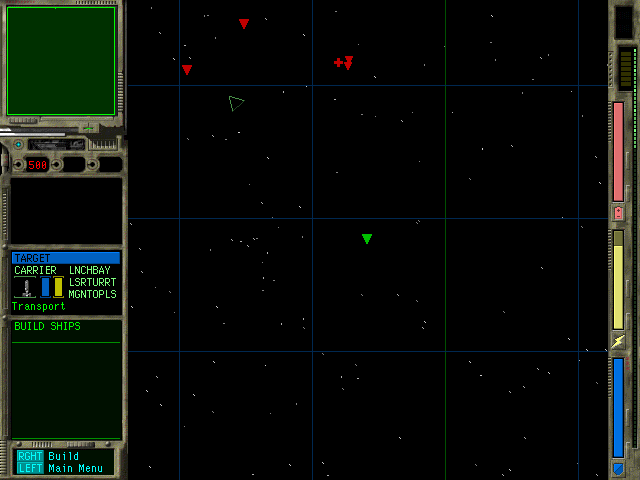 500
TARGET
CARRIER LNCHBAY
LSRTURRT
MGNTOPLS
Transport
BUILD SHIPS
RGHT Build
LEFT Main Menu